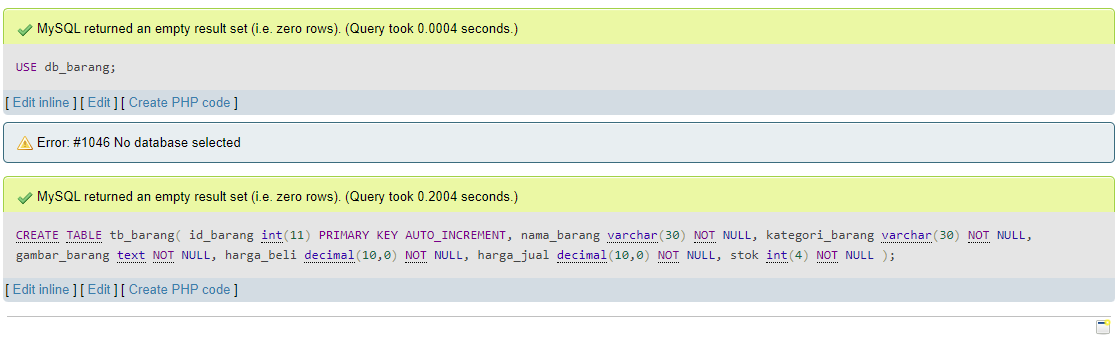 MySQL returned an empty result set (i.e. zero rows). (Query took 0.0004 seconds.)
USE db_barang;
[ Edit inline ] [ Edit ] [ Create PHP code ]
Error: #1046 No database selected
MySQL returned an empty result set (i.e. zero rows). (Query took 0.2004 seconds.)
CREATE TABLE tb_barang( id_barang int(11) PRIMARY KEY AUTO_INCREMENT, nama_barang varchar(30) NOT NULL, kategori_barang varchar(30) NOT NULL,
gambar_barang text NOT NULL, harga_beli decimal(10,0) NOT NULL, harga_jual decimal(10,0) NOT NULL, stok int(4) NOT NULL );
[ Edit inline ] [ Edit ] [ Create PHP code ]